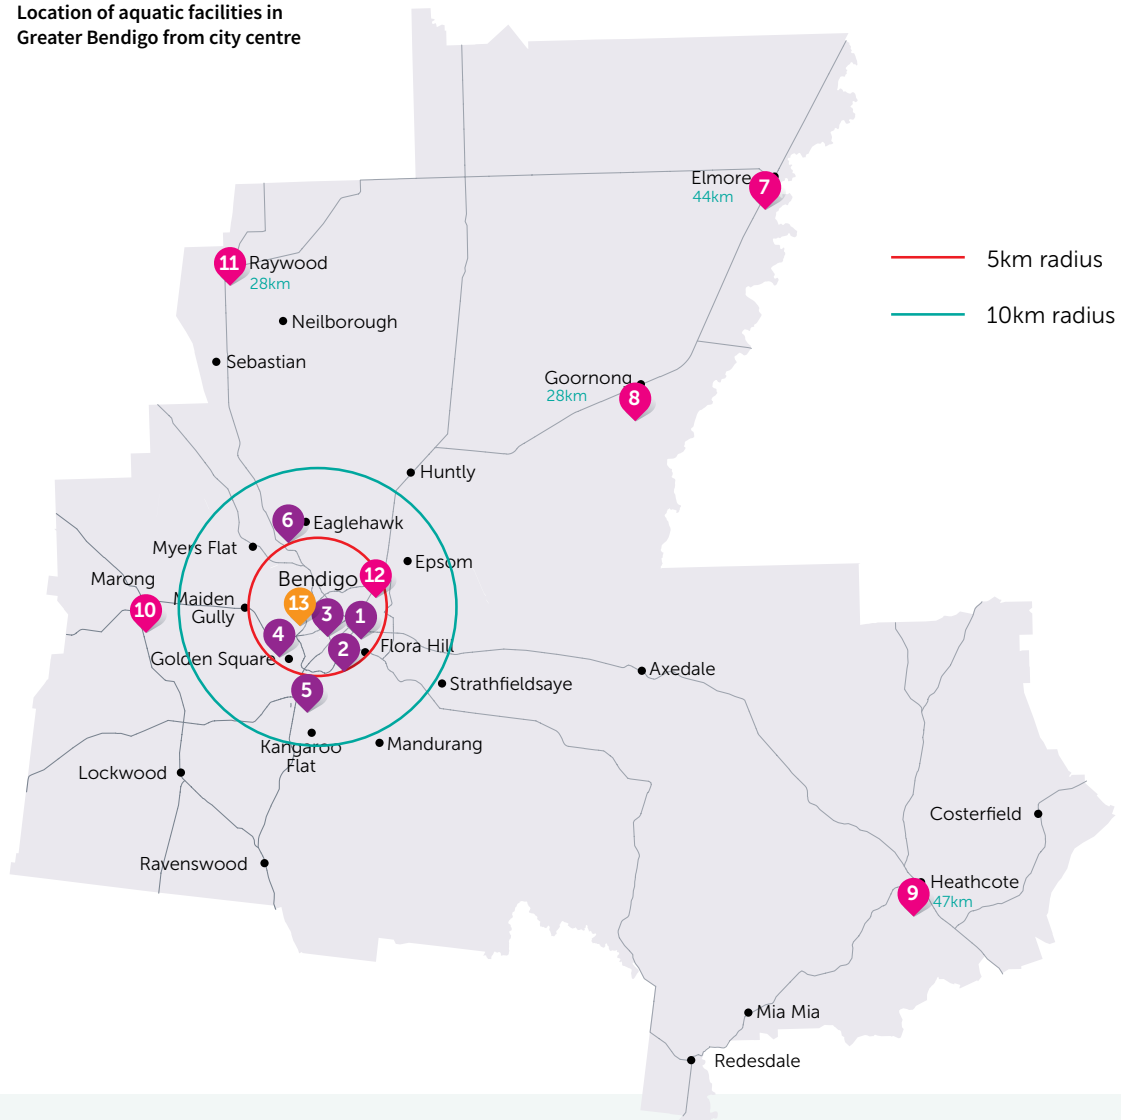 Location of aquatic facilities in
Greater Bendigo from city centre
Elmore
44km
7
5km radius
10km radius
11
Raywood
28km
Neilborough
Sebastian
Goornong
28km
8
Huntly
6
Eaglehawk
Myers Flat
Epsom
Marong
10
Bendigo
12
Maiden
Gully
13
3
1
4
2
Flora Hill
Golden Square
5
Strathfieldsaye
Axedale
Kangaroo
Flat
Mandurang
Lockwood
Costerfield
Ravenswood
Heathcote
47km
9
Mia Mia
Redesdale